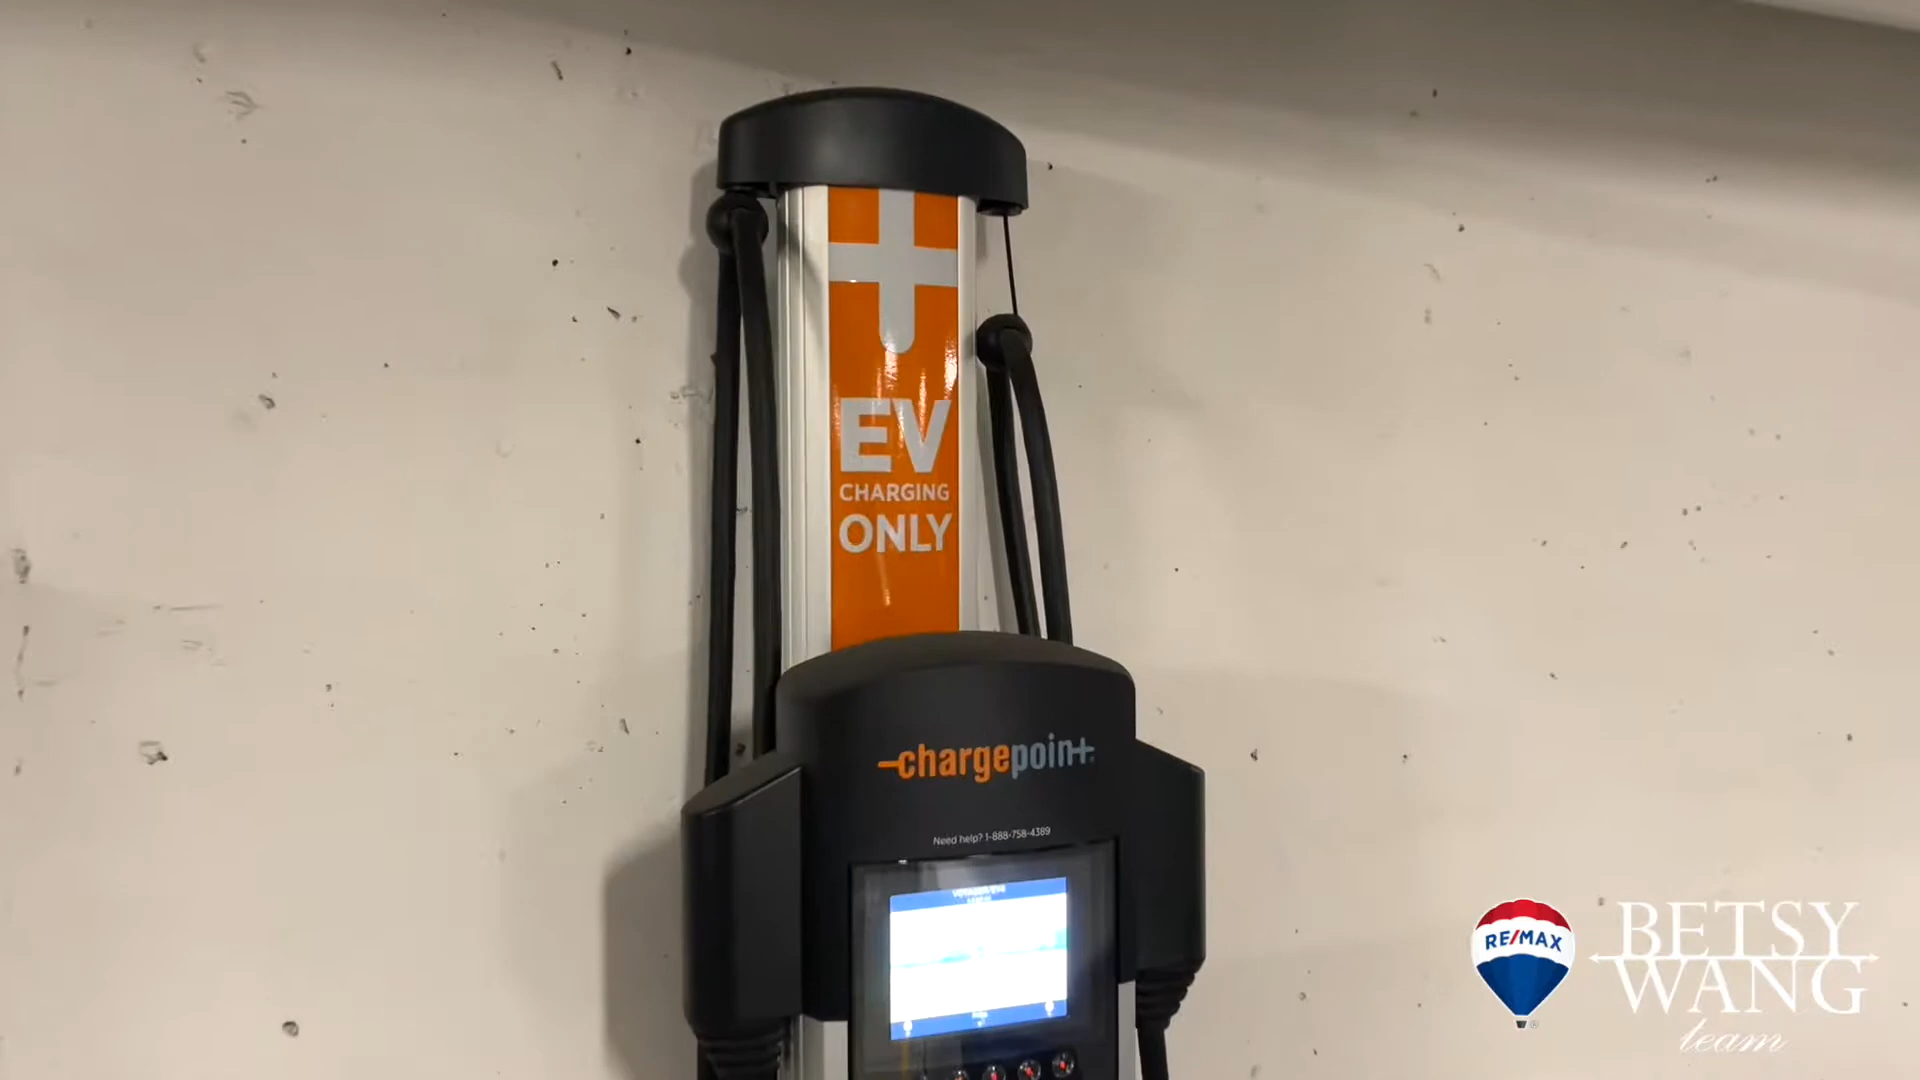 EV
CHARGING
ONLY
chargepoint
Need help? 1-888-758-4389
RE/MAX
BETSY
WANG
team